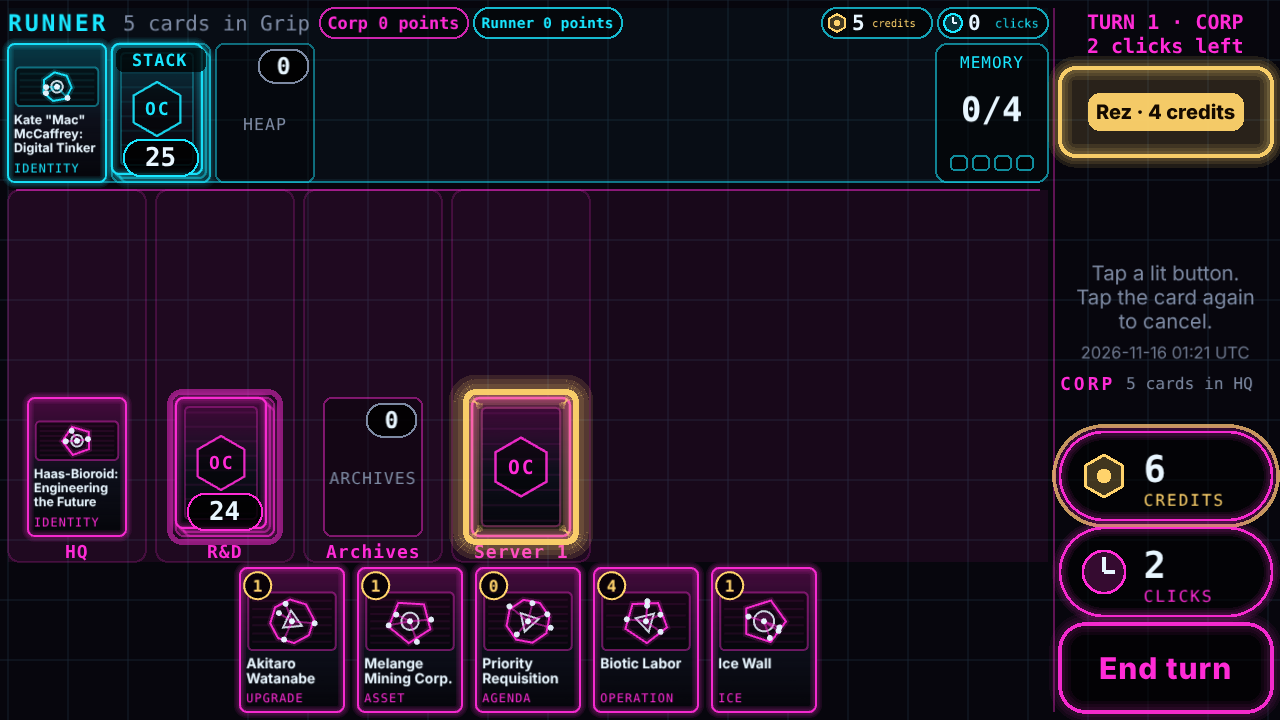 RUNNER 5 cards in Grip Corp 0 points Runner 0 points 5 credits 0 clicks
TURN 1 · CORP
2 clicks left
Kate "Mac"
McCaffrey:
Digital Tinker
IDENTITY
STACK
OC
25
0
HEAP
MEMORY
0/4
Rez · 4 credits
Tap a lit button.
Tap the card again
to cancel.
2026-11-16 01:21 UTC
CORP 5 cards in HQ
Haas-Bioroid:
Engineering
the Future
IDENTITY
HQ
OC
24
R&D
0
ARCHIVES
Archives
OC
Server 1
6
CREDITS
2
CLICKS
End turn
1
Akitaro
Watanabe
UPGRADE
1
Melange
Mining Corp.
ASSET
0
Priority
Requisition
AGENDA
4
Biotic Labor
OPERATION
1
Ice Wall
ICE